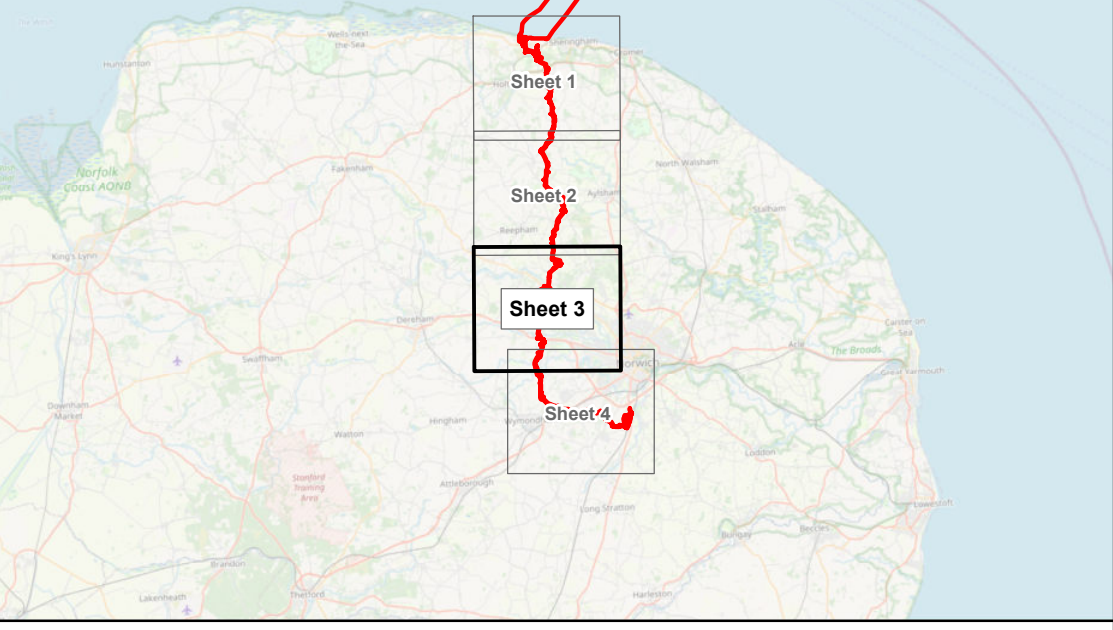 Wells-next
-the-Sea
Sheringham
Cromer
Hunstanton
Sheet 1
Norfolk
Coast AONB
Fakenham
North Walsham
Sheet 2
Aylsham
Stalham
Reepham
King's Lynn
Sheet 3
Dereham
Caister-on
-Sea
Acle
The Broads
Swaffham
Norwich
Great Yarmouth
Downham
Market
Hingham
Wymond
Sheet 4
Watton
Loddon
Stanford
Training
Area
Attleborough
Long Stratton
Lowestoft
Bungay
Beccles
Brandon
Lakenheath
Thetford
Harleston